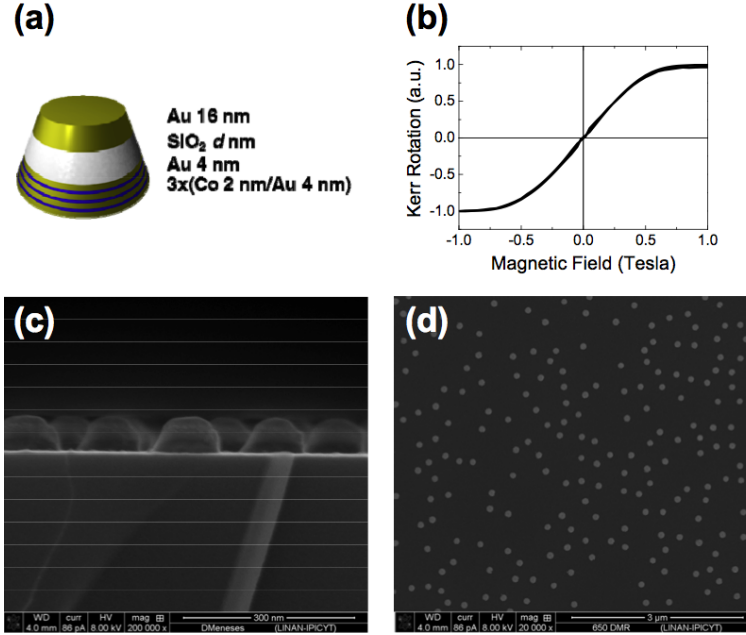 (a)
Au 16 nm
SiO2 d nm
Au 4 nm
3x(Co 2 nm/Au 4 nm)
(b)
Kerr Rotation (a.u.)
1.0
0.5
0.0
-0.5
-1.0
-1.0 -0.5 0.0 0.5 1.0
Magnetic Field (Tesla)
(c)
WD curr HV mag
4.0 mm 86 pA 8.00 kV 200 000 x
300 nm
DMeneses (LINAN-IPICYT)
(d)
WD curr HV mag
4.0 mm 86 pA 8.00 kV 20 000 x
3 µm
650 DMR (LINAN-IPICYT)